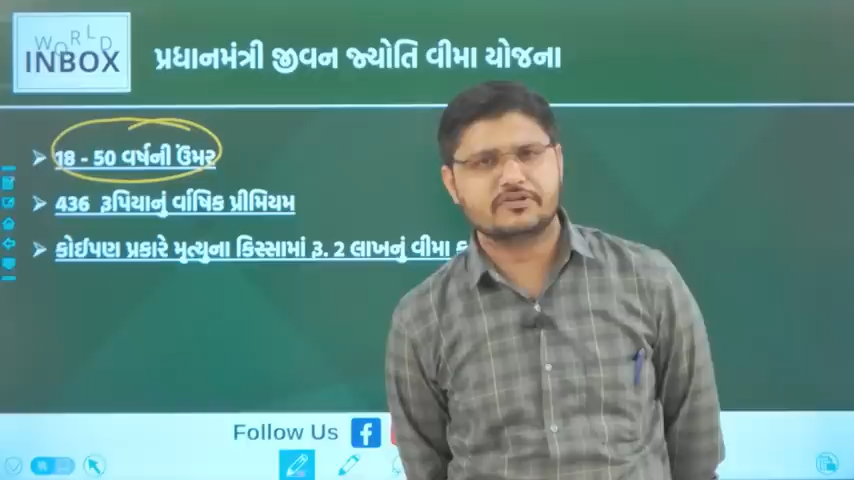 WORLD
INBOX
પ્રધાનમંત્રી જીવન જ્યોતિ વીમા યોજના
18 - 50 વર્ષની ઉંમર
436 રૂપિયાનું વાર્ષિક પ્રીમિયમ
કોઈપણ પ્રકારે મૃત્યુના કિસ્સામાં રૂ. 2 લાખનું વીમા
Follow Us